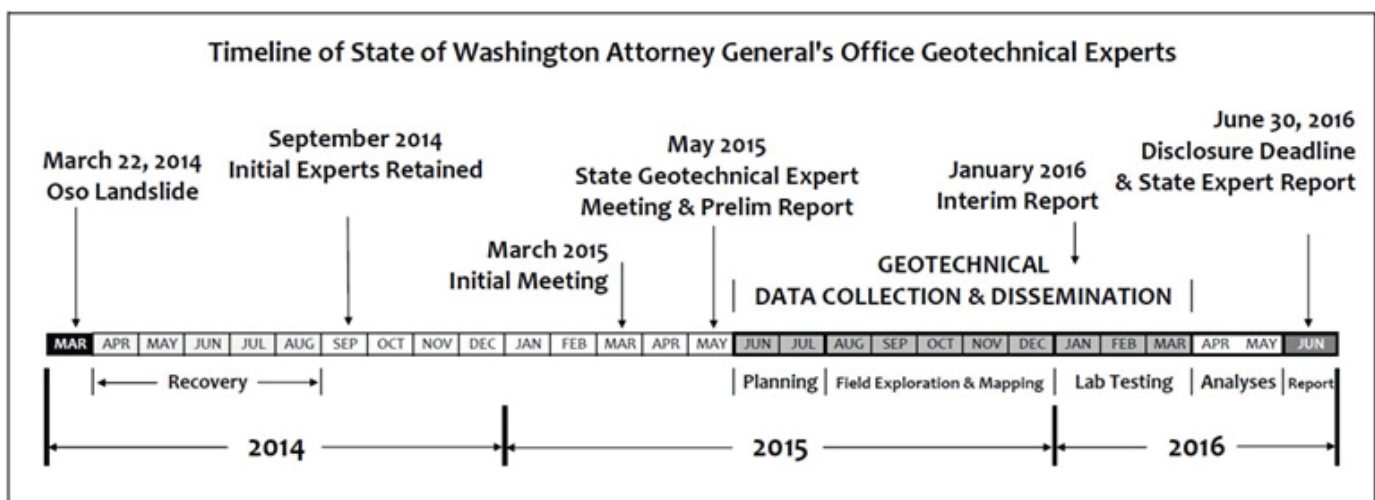 Timeline of State of Washington Attorney General's Office Geotechnical Experts
March 22, 2014
Oso Landslide
September 2014
Initial Experts Retained
March 2015
Initial Meeting
May 2015
State Geotechnical Expert
Meeting & Prelim Report
January 2016
Interim Report
June 30, 2016
Disclosure Deadline
& State Expert Report
GEOTECHNICAL
DATA COLLECTION & DISSEMINATION
MAR APR MAY JUN JUL AUG SEP OCT NOV DEC JAN FEB MAR APR MAY JUN JUL AUG SEP OCT NOV DEC JAN FEB MAR APR MAY JUN
Recovery Planning Field Exploration & Mapping Lab Testing Analyses Report
2014 2015 2016